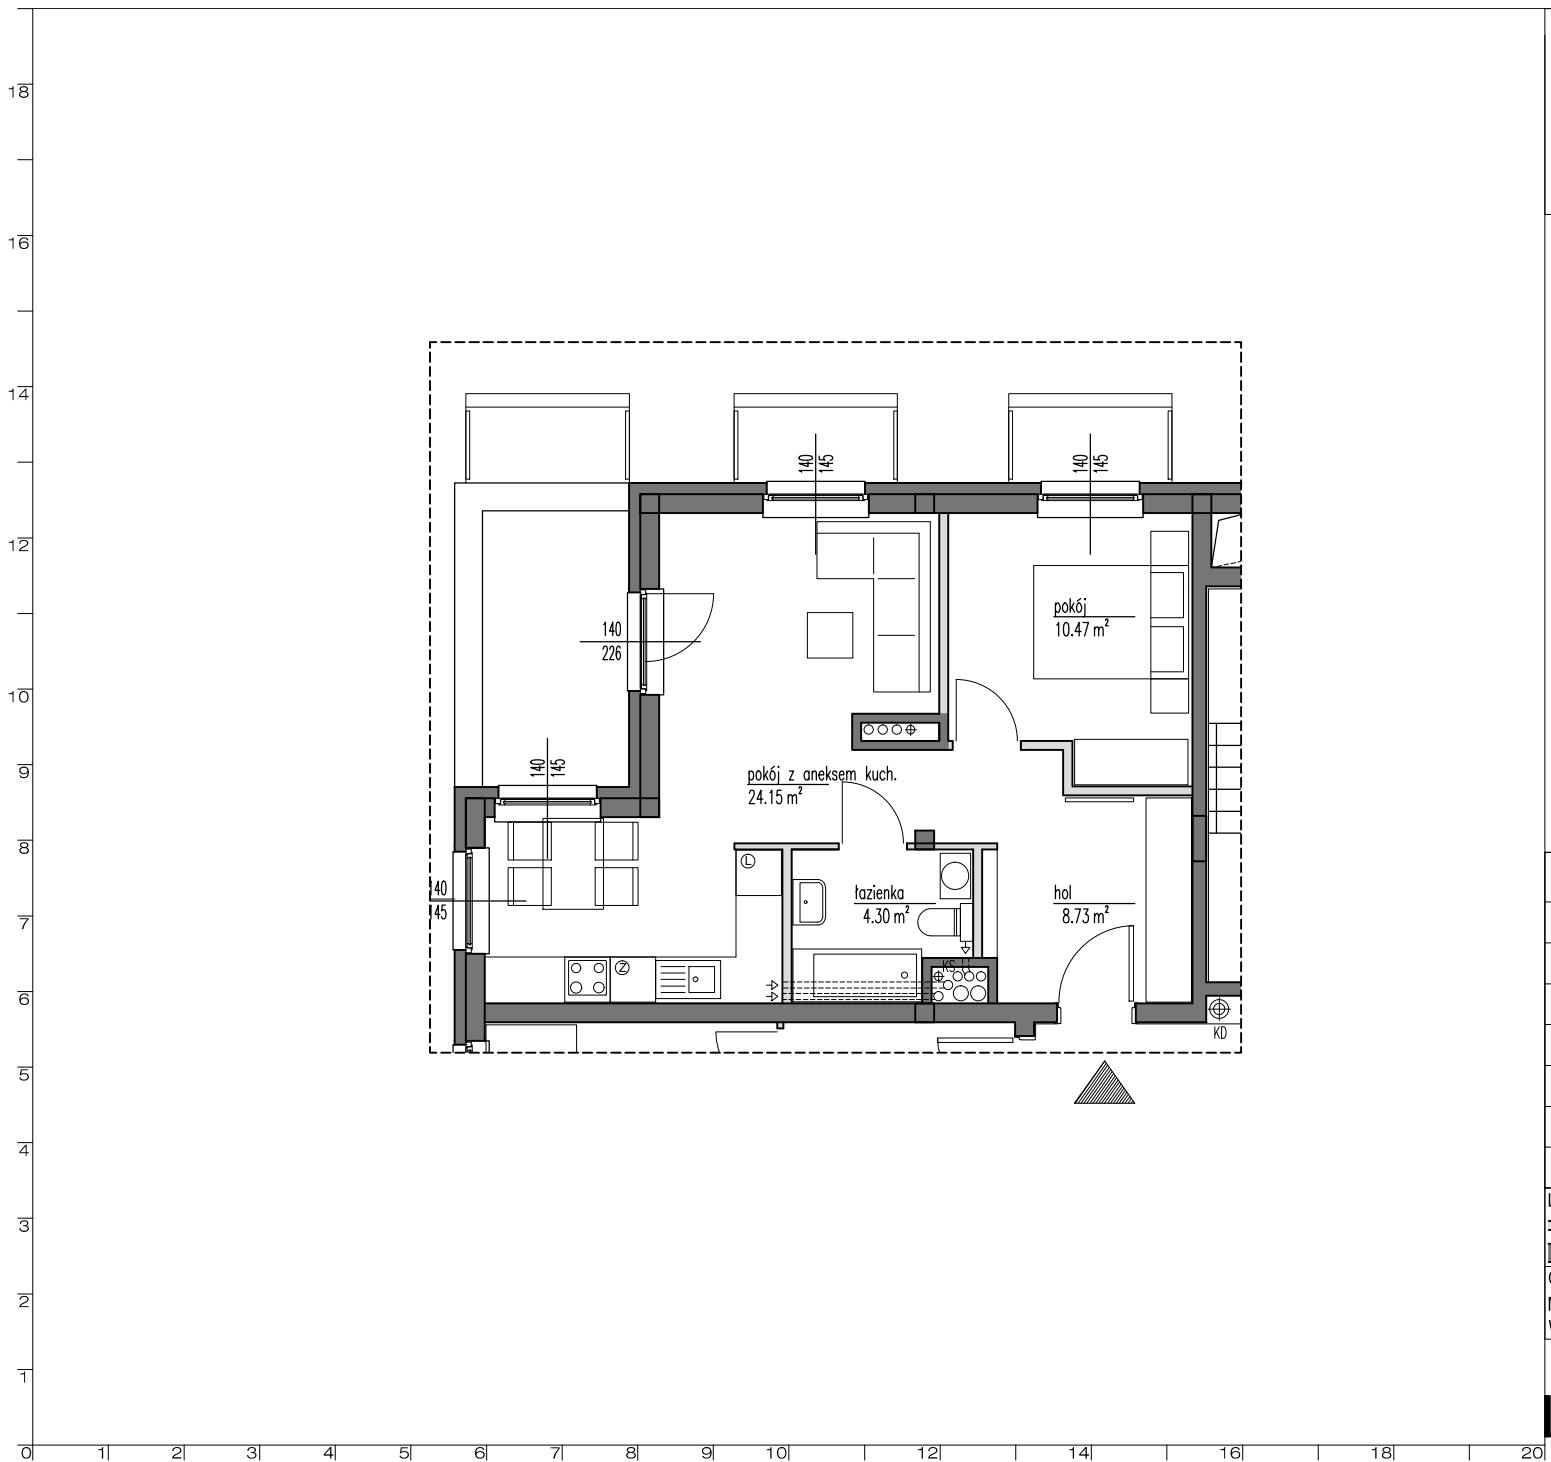 18
16
14
12
10
9
8
7
6
5
4
3
2
1
0 1 2 3 4 5 6 7 8 9 10 12 14 16 18 20
140
145
140
145
140
226
140
145
140
145
pokój
10.47 m²
pokój z aneksem kuch.
24.15 m²
L
łazienka
4.30 m²
hol
8.73 m²
Z
KS
KD